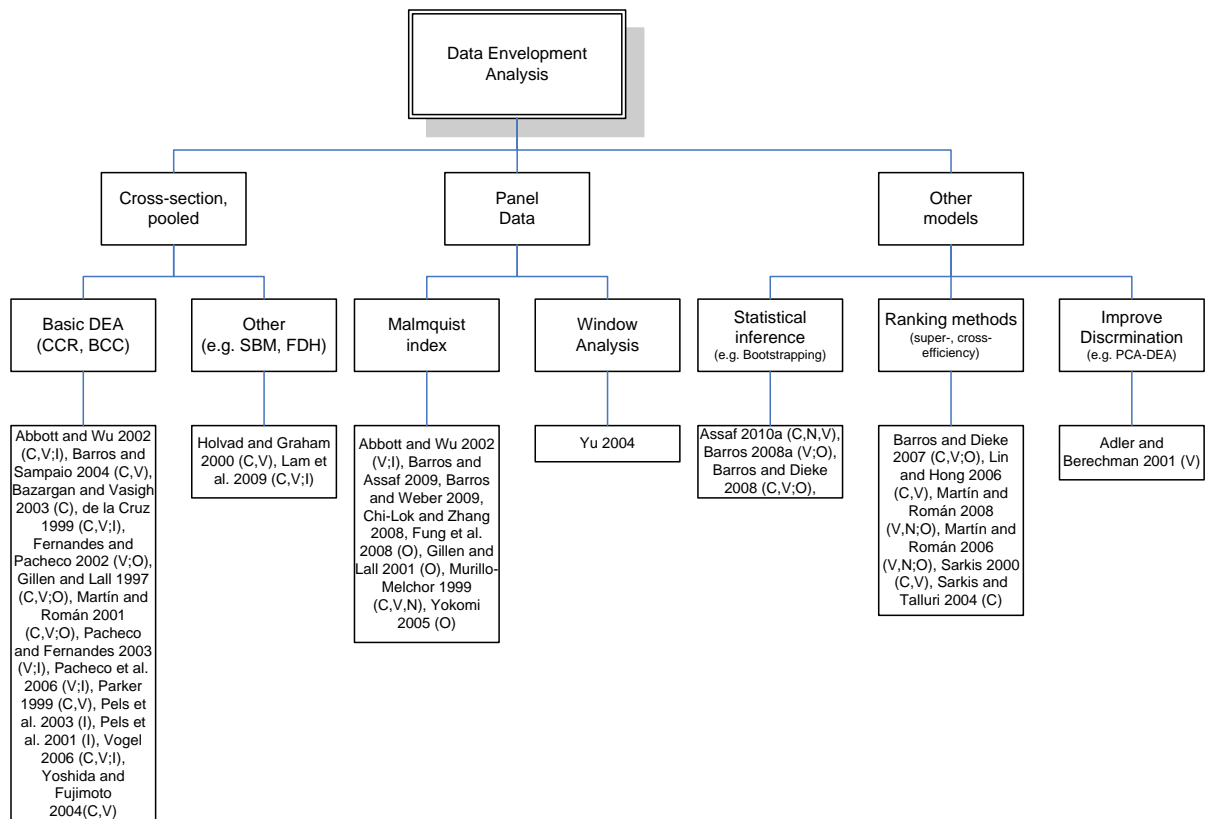 Data Envelopment
Analysis
Cross-section,
pooled
Panel
Data
Other
models
Basic DEA
(CCR, BCC)
Other
(e.g. SBM, FDH)
Malmquist
index
Window
Analysis
Statistical
inference
(e.g. Bootstrapping)
Ranking methods
(super-, cross-
efficiency)
Improve
Discrmination
(e.g. PCA-DEA)
Abbott and Wu 2002
(C,V;I), Barros and
Sampaio 2004 (C,V),
Bazargan and Vasigh
2003 (C), de la Cruz
1999 (C,V;I),
Fernandes and
Pacheco 2002 (V;O),
Gillen and Lall 1997
(C,V;O), Martín and
Román 2001
(C,V;O), Pacheco
and Fernandes 2003
(V;I), Pacheco et al.
2006 (V;I), Parker
1999 (C,V), Pels et
al. 2003 (I), Pels et
al. 2001 (I), Vogel
2006 (C,V;I),
Yoshida and
Fujimoto
2004(C,V)
Holvad and Graham
2000 (C,V), Lam et
al. 2009 (C,V;I)
Abbott and Wu 2002
(V;I), Barros and
Assaf 2009, Barros
and Weber 2009,
Chi-Lok and Zhang
2008, Fung et al.
2008 (O), Gillen and
Lall 2001 (O), Murillo-
Melchor 1999
(C,V,N), Yokomi
2005 (O)
Yu 2004
Assaf 2010a (C,N,V),
Barros 2008a (V;O),
Barros and Dieke
2008 (C,V;O),
Barros and Dieke
2007 (C,V;O), Lin
and Hong 2006
(C,V), Martín and
Román 2008
(V,N;O), Martín and
Román 2006
(V,N;O), Sarkis 2000
(C,V), Sarkis and
Talluri 2004 (C)
Adler and
Berechman 2001 (V)